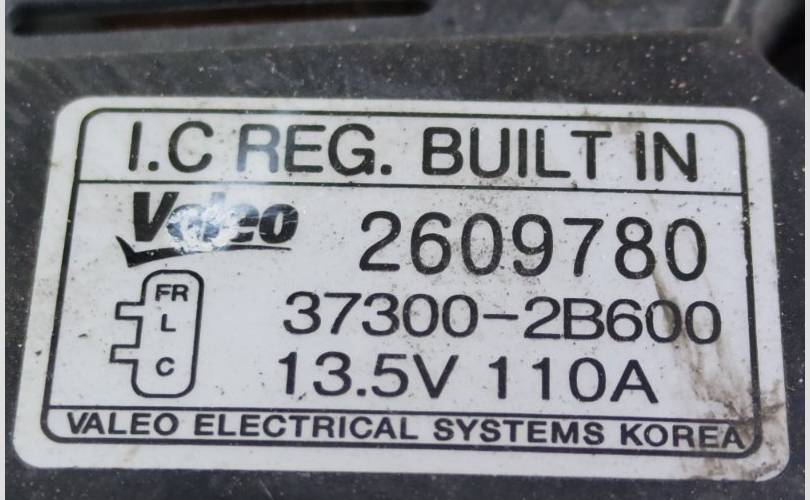 I.C REG. BUILT IN
Valeo 2609780
FR
L
C
37300-2B600
13.5V 110A
VALEO ELECTRICAL SYSTEMS KOREA